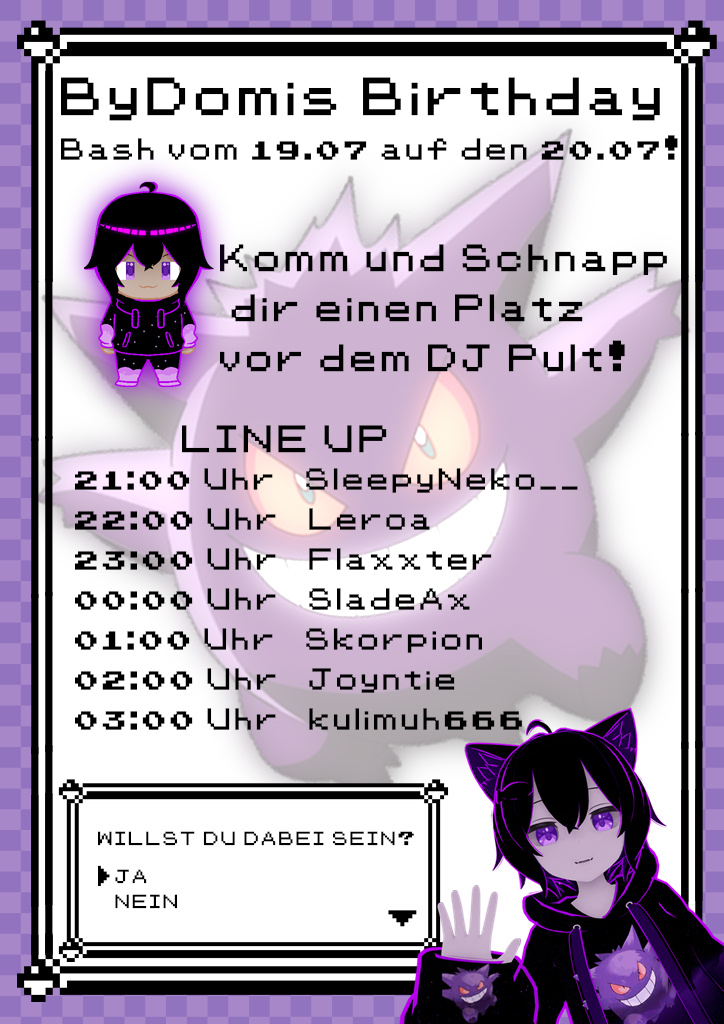 ByDomis Birthday
Bash vom 19.07 auf den 20.07!
Komm und Schnapp
dir einen Platz
vor dem DJ Pult!
LINE UP
21:00 Uhr SleepyNeko__
22:00 Uhr Leroa
23:00 Uhr Flaxxter
00:00 Uhr SladeAx
01:00 Uhr Skorpion
02:00 Uhr Joyntie
03:00 Uhr kulimuh666
WILLST DU DABEI SEIN?
JA
NEIN